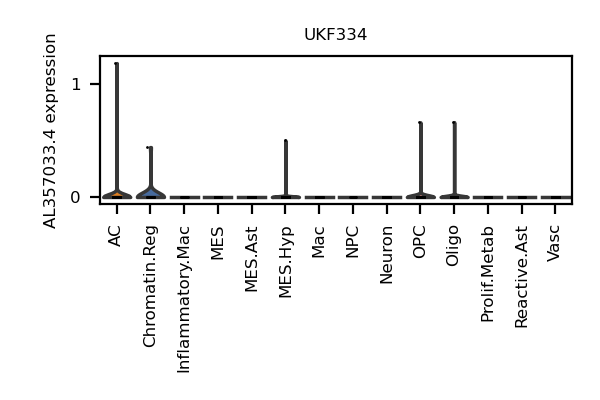 UKF334
AL357033.4 expression
1
0
AC
Chromatin.Reg
Inflammatory.Mac
MES
MES.Ast
MES.Hyp
Mac
NPC
Neuron
OPC
Oligo
Prolif.Metab
Reactive.Ast
Vasc